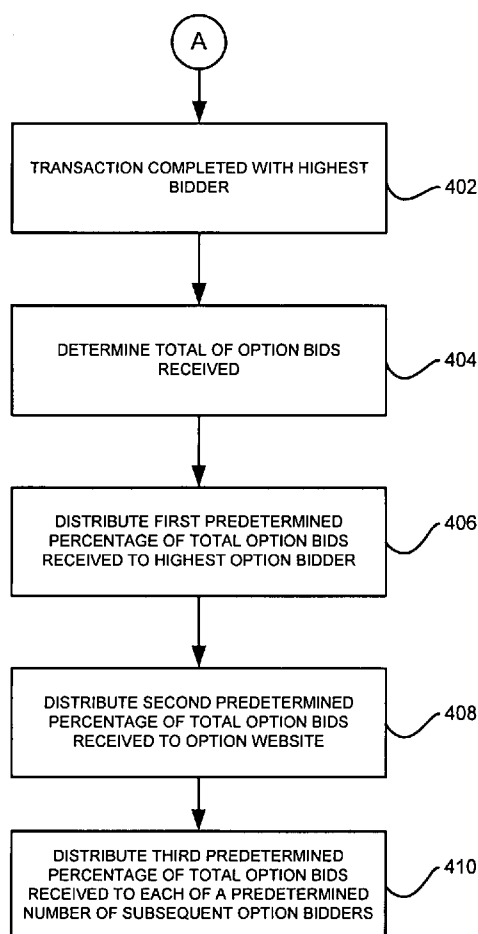 A
TRANSACTION COMPLETED WITH HIGHEST
BIDDER
402
DETERMINE TOTAL OF OPTION BIDS
RECEIVED
404
DISTRIBUTE FIRST PREDETERMINED
PERCENTAGE OF TOTAL OPTION BIDS
RECEIVED TO HIGHEST OPTION BIDDER
406
DISTRIBUTE SECOND PREDETERMINED
PERCENTAGE OF TOTAL OPTION BIDS
RECEIVED TO OPTION WEBSITE
408
DISTRIBUTE THIRD PREDETERMINED
PERCENTAGE OF TOTAL OPTION BIDS
RECEIVED TO EACH OF A PREDETERMINED
NUMBER OF SUBSEQUENT OPTION BIDDERS
410